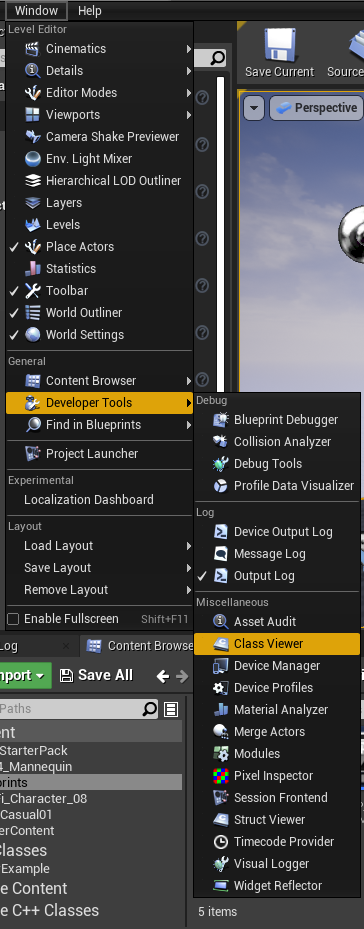 Window Help
Level Editor
Cinematics
Details
Editor Modes
Viewports
Camera Shake Previewer
Env. Light Mixer
Hierarchical LOD Outliner
Layers
Levels
Place Actors
Statistics
Toolbar
World Outliner
World Settings
General
Content Browser
Developer Tools
Find in Blueprints
Project Launcher
Experimental
Localization Dashboard
Layout
Load Layout
Save Layout
Remove Layout
Enable Fullscreen Shift+F11
Save Current Source
Perspective
Debug
Blueprint Debugger
Collision Analyzer
Debug Tools
Profile Data Visualizer
Log
Device Output Log
Message Log
Output Log
Miscellaneous
Asset Audit
Class Viewer
Device Manager
Device Profiles
Material Analyzer
Merge Actors
Modules
Pixel Inspector
Session Frontend
Struct Viewer
Timecode Provider
Visual Logger
Widget Reflector
5 items
Log Content Browse
mport Save All
Paths
ent
StarterPack
4_Mannequin
prints
i_Character_08
Casual01
erContent
Classes
Example
e Content
e C++ Classes